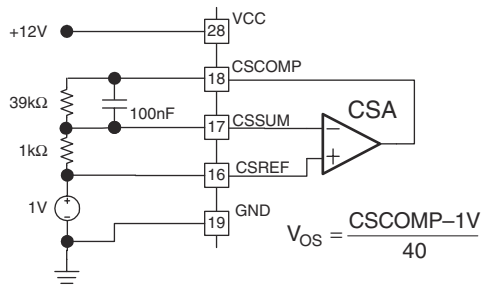 +12V
28
VCC
18
CSCOMP
39kΩ
100nF
CSA
17
CSSUM
−
1kΩ
+
16
CSREF
1V
+
−
19
GND
V_OS = (CSCOMP–1V)/40